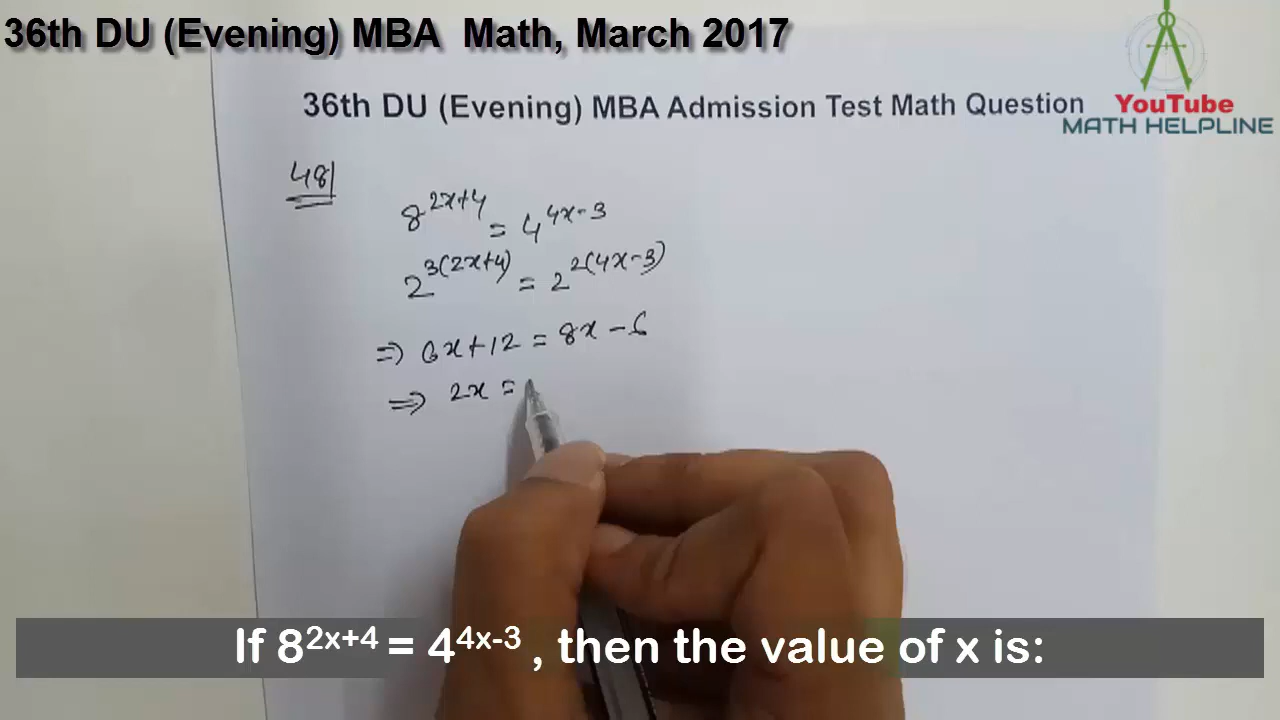 36th DU (Evening) MBA Math, March 2017
YouTube
MATH HELPLINE
36th DU (Evening) MBA Admission Test Math Question
48
8^{2x+4} = 4^{4x-3}
2^{3(2x+4)} = 2^{2(4x-3)}
⇒ 6x+12 = 8x-6
⇒ 2x =
If 8^{2x+4} = 4^{4x-3} , then the value of x is: